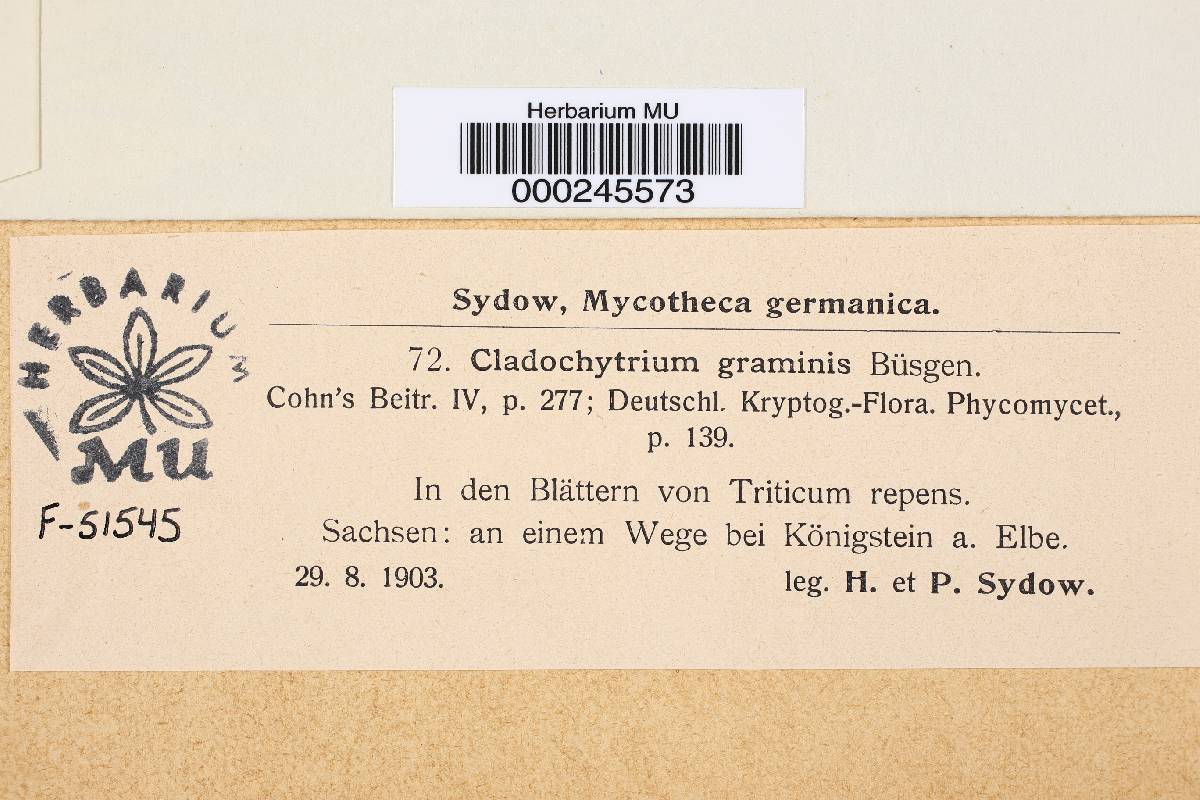 Herbarium MU
000245573
HERBARIUM
MU
F-51545
Sydow, Mycotheca germanica.
72. Cladochytrium graminis Büsgen.
Cohn's Beitr. IV, p. 277; Deutschl. Kryptog.-Flora. Phycomycet.,
p. 139.
In den Blättern von Triticum repens.
Sachsen: an einem Wege bei Königstein a. Elbe.
29. 8. 1903. leg. H. et P. Sydow.